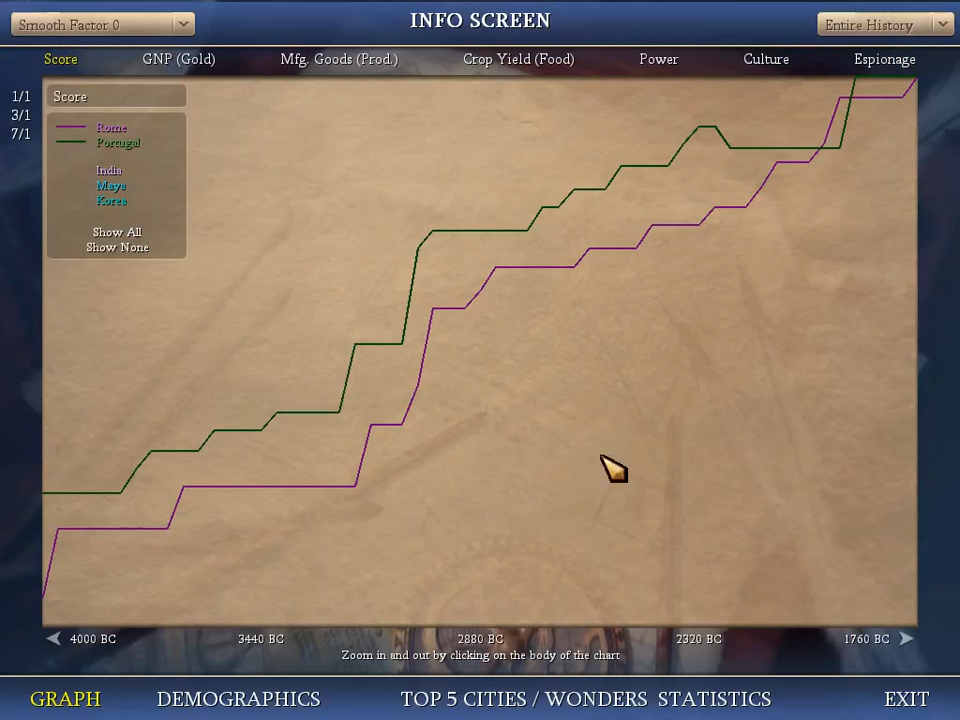 Smooth Factor 0
INFO SCREEN
Entire History
Score
GNP (Gold)
Mfg. Goods (Prod.)
Crop Yield (Food)
Power
Culture
Espionage
1/1
3/1
7/1
Score
Rome
Portugal
India
Maya
Korea
Show All
Show None
4000 BC
3440 BC
2880 BC
2320 BC
1760 BC
Zoom in and out by clicking on the body of the chart
GRAPH
DEMOGRAPHICS
TOP 5 CITIES / WONDERS
STATISTICS
EXIT